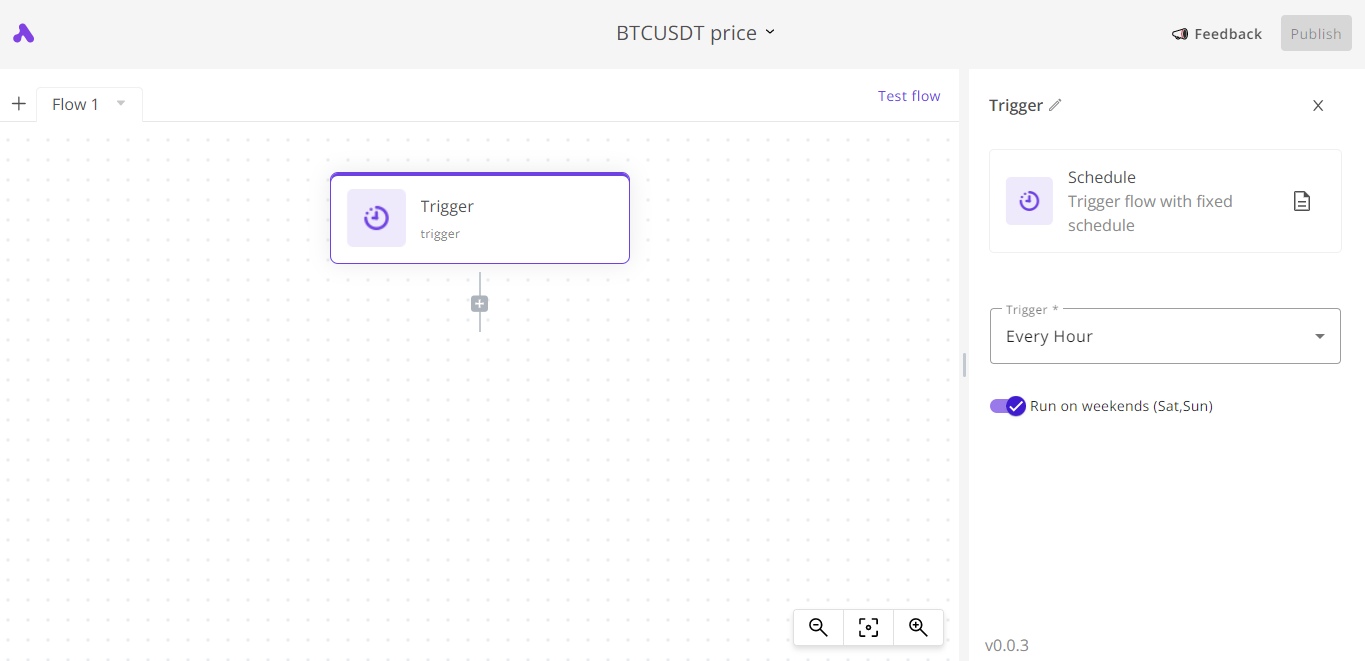 BTCUSDT price
Feedback
Publish
Flow 1
Test flow
Trigger
trigger
Trigger
Schedule
Trigger flow with fixed
schedule
Trigger *
Every Hour
Run on weekends (Sat,Sun)
v0.0.3